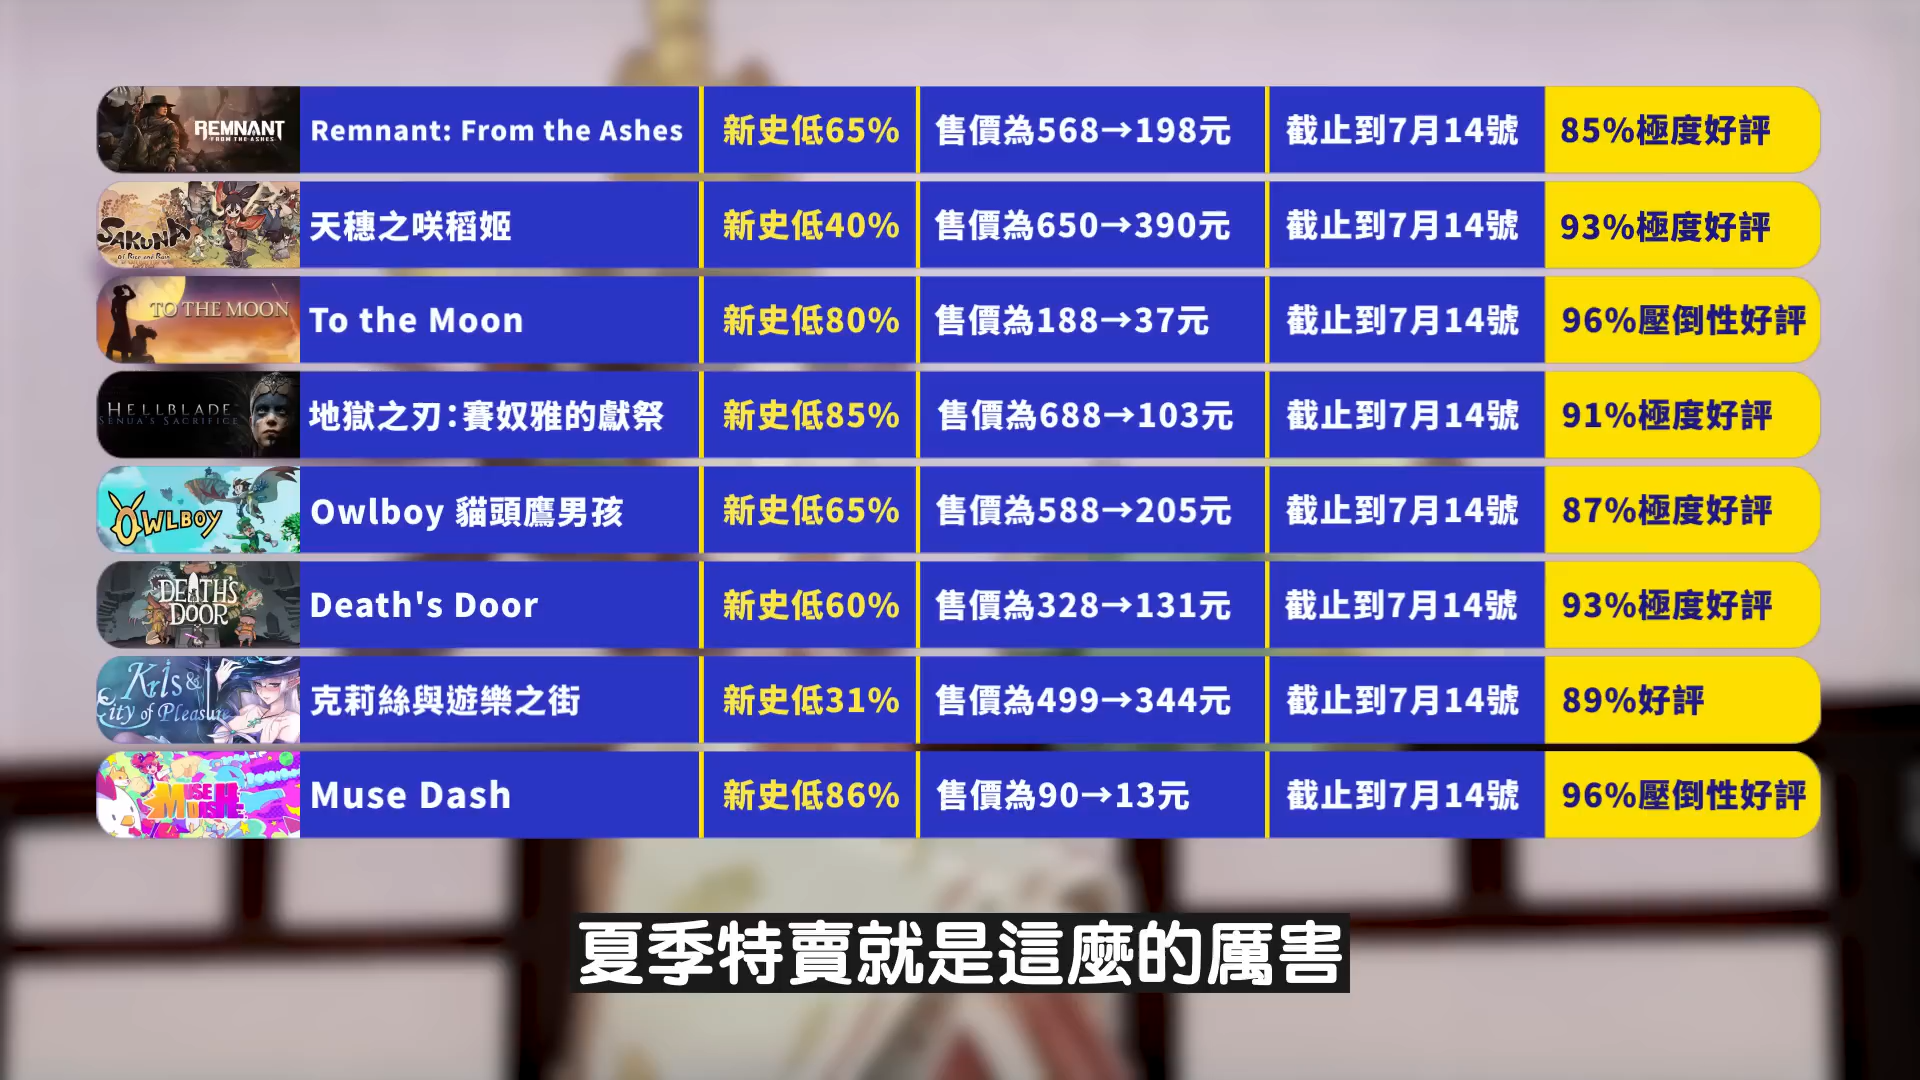 REMNANT
FROM THE ASHES
Remnant: From the Ashes 新史低65% 售價為568→198元 截止到7月14號 85%極度好評
SAKUNA
Of Rice and Ruin
天穗之咲稻姬 新史低40% 售價為650→390元 截止到7月14號 93%極度好評
TO THE MOON
To the Moon 新史低80% 售價為188→37元 截止到7月14號 96%壓倒性好評
HELLBLADE
SENUA'S SACRIFICE
地獄之刃:賽奴雅的獻祭 新史低85% 售價為688→103元 截止到7月14號 91%極度好評
OWLBOY
Owlboy 貓頭鷹男孩 新史低65% 售價為588→205元 截止到7月14號 87%極度好評
DEATH'S
DOOR
Death's Door 新史低60% 售價為328→131元 截止到7月14號 93%極度好評
Kris &
City of Pleasure
克莉絲與遊樂之街 新史低31% 售價為499→344元 截止到7月14號 89%好評
MUSE
DASH
Muse Dash 新史低86% 售價為90→13元 截止到7月14號 96%壓倒性好評
夏季特賣就是這麼的厲害